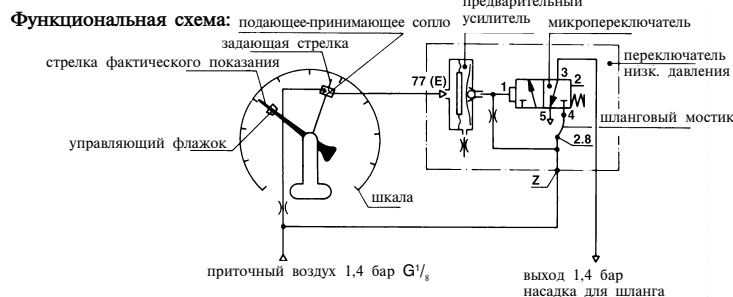 Функциональная схема:
предварительный
усилитель
подающее-принимающее сопло
микропереключатель
задающая стрелка
переключатель
низк. давления
стрелка фактического показания
77 (E)
1
3
2
5
4
шланговый мостик
управляющий флажок
2.8
Z
шкала
приточный воздух 1,4 бар G¹/₈
выход 1,4 бар
насадка для шланга